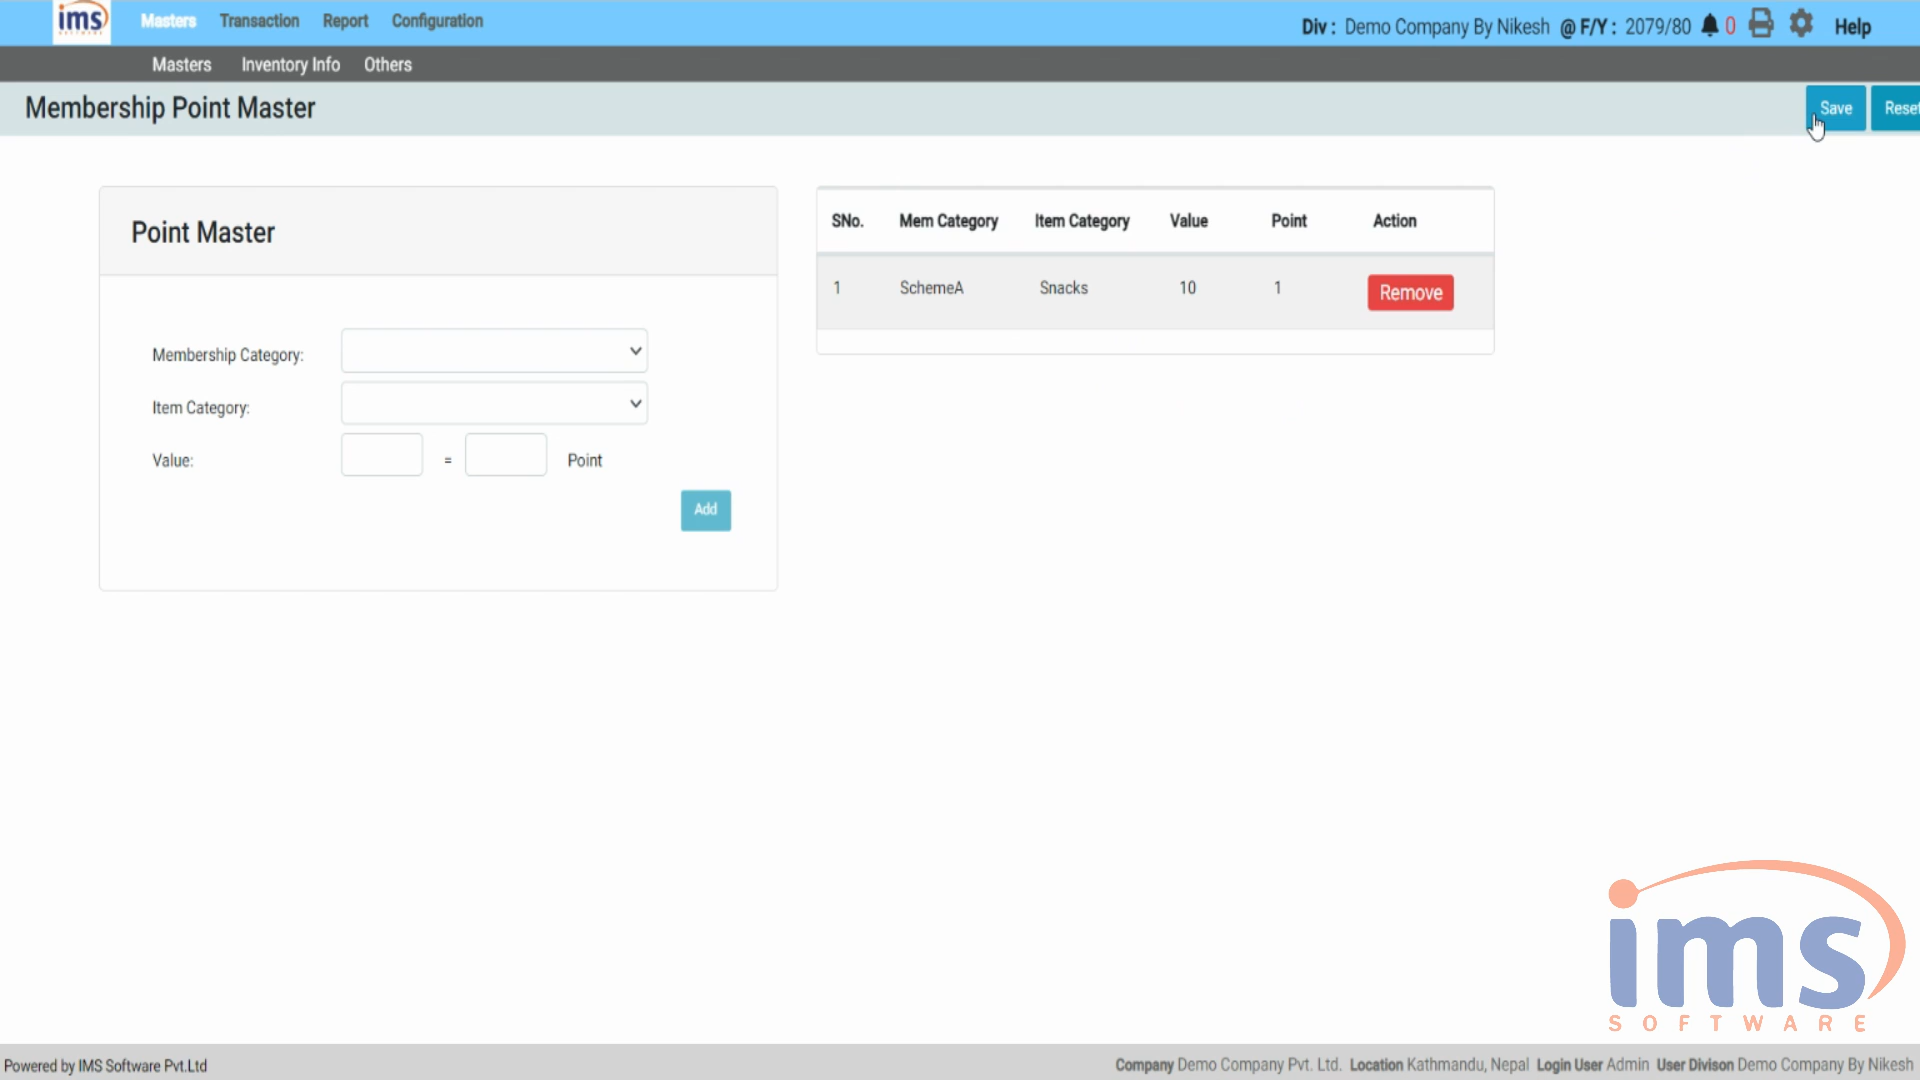 ims
SOFTWARE
Masters Transaction Report Configuration
Div : Demo Company By Nikesh @ F/Y : 2079/80 0 Help
Masters Inventory Info Others
Membership Point Master
Save Reset
Point Master
Membership Category:
Item Category:
Value: = Point
Add
SNo. Mem Category Item Category Value Point Action
1 SchemeA Snacks 10 1 Remove
ims
SOFTWARE
Powered by IMS Software Pvt.Ltd
Company Demo Company Pvt. Ltd. Location Kathmandu, Nepal Login User Admin User Divison Demo Company By Nikesh